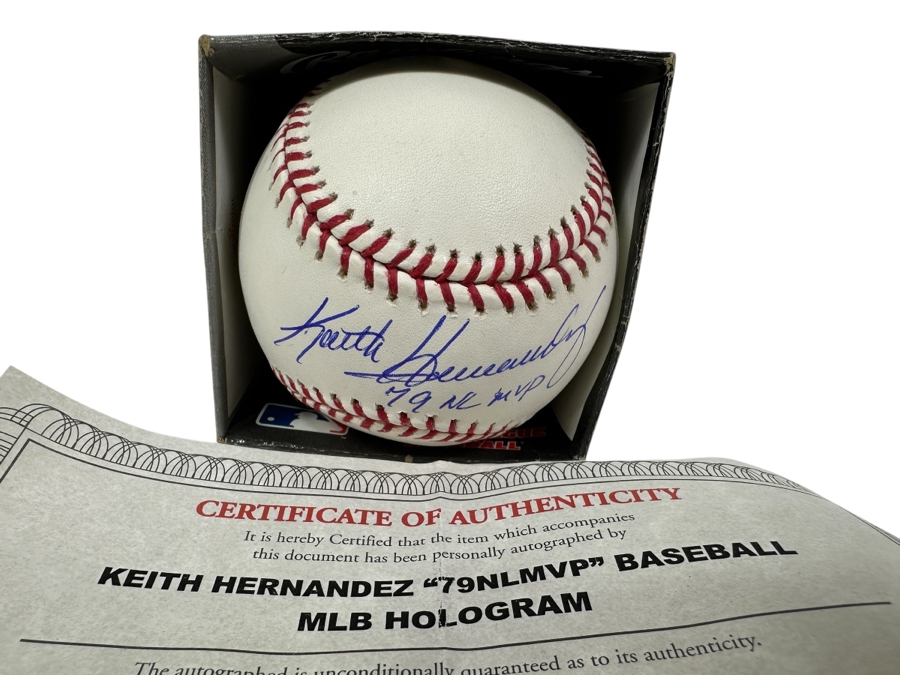 Keith Hernandez
79 NL MVP
CERTIFICATE OF AUTHENTICITY
It is hereby Certified that the item which accompanies
this document has been personally autographed by
KEITH HERNANDEZ “79NLMVP” BASEBALL
MLB HOLOGRAM
The autographed is unconditionally guaranteed as to its authenticity.